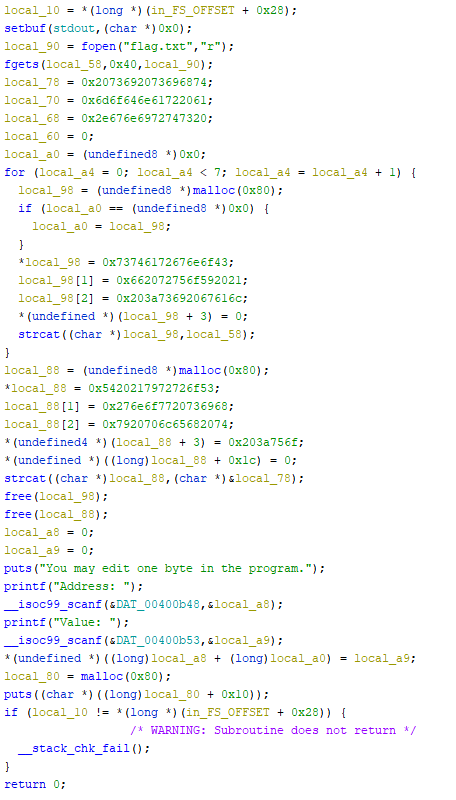 local_10 = *(long *)(in_FS_OFFSET + 0x28);
setbuf(stdout,(char *)0x0);
local_90 = fopen("flag.txt","r");
fgets(local_58,0x40,local_90);
local_78 = 0x2073692073696874;
local_70 = 0x6d6f646e61722061;
local_68 = 0x2e676e6972747320;
local_60 = 0;
local_a0 = (undefined8 *)0x0;
for (local_a4 = 0; local_a4 < 7; local_a4 = local_a4 + 1) {
local_98 = (undefined8 *)malloc(0x80);
if (local_a0 == (undefined8 *)0x0) {
local_a0 = local_98;
}
*local_98 = 0x73746172676e6f43;
local_98[1] = 0x662072756f592021;
local_98[2] = 0x203a73692067616c;
*(undefined *)(local_98 + 3) = 0;
strcat((char *)local_98,local_58);
}
local_88 = (undefined8 *)malloc(0x80);
*local_88 = 0x5420217972726f53;
local_88[1] = 0x276e6f7720736968;
local_88[2] = 0x7920706c65682074;
*(undefined4 *)(local_88 + 3) = 0x203a756f;
*(undefined *)((long)local_88 + 0x1c) = 0;
strcat((char *)local_88,(char *)&local_78);
free(local_98);
free(local_88);
local_a8 = 0;
local_a9 = 0;
puts("You may edit one byte in the program.");
printf("Address: ");
__isoc99_scanf(&DAT_00400b48,&local_a8);
printf("Value: ");
__isoc99_scanf(&DAT_00400b53,&local_a9);
*(undefined *)((long)local_a8 + (long)local_a0) = local_a9;
local_80 = malloc(0x80);
puts((char *)((long)local_80 + 0x10));
if (local_10 != *(long *)(in_FS_OFFSET + 0x28)) {
/* WARNING: Subroutine does not return */
__stack_chk_fail();
}
return 0;